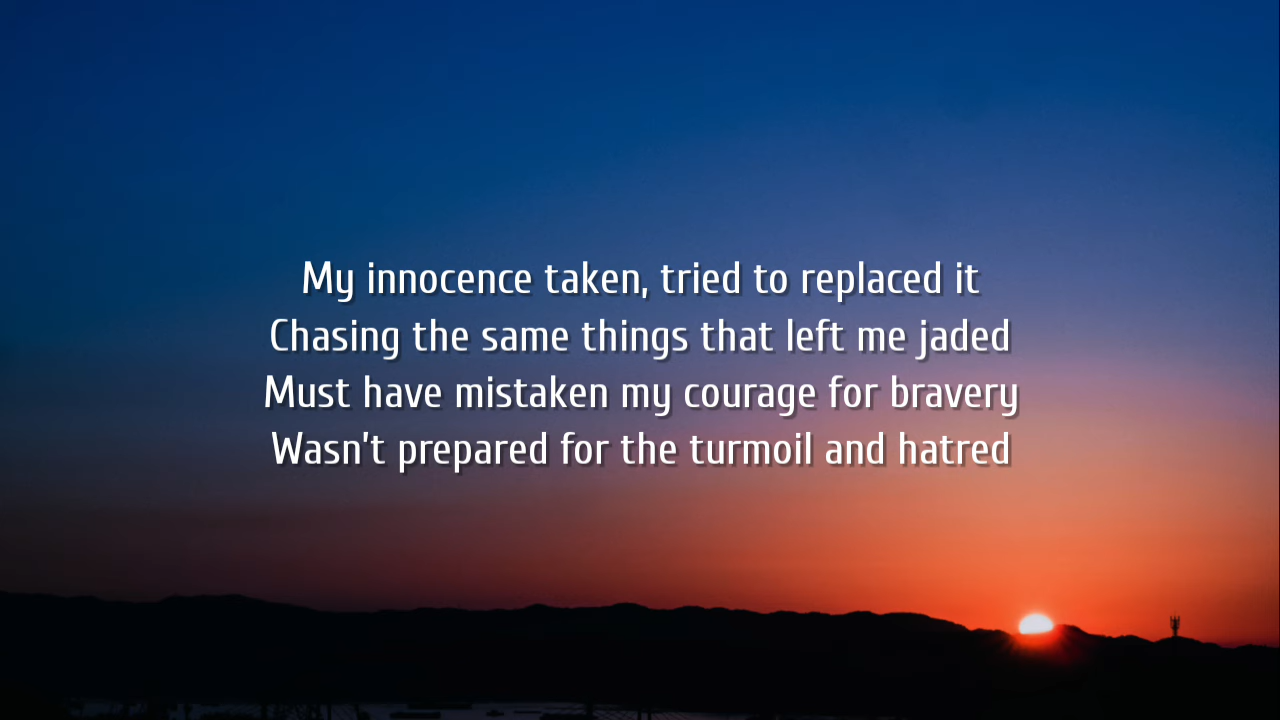 My innocence taken, tried to replaced it
Chasing the same things that left me jaded
Must have mistaken my courage for bravery
Wasn't prepared for the turmoil and hatred